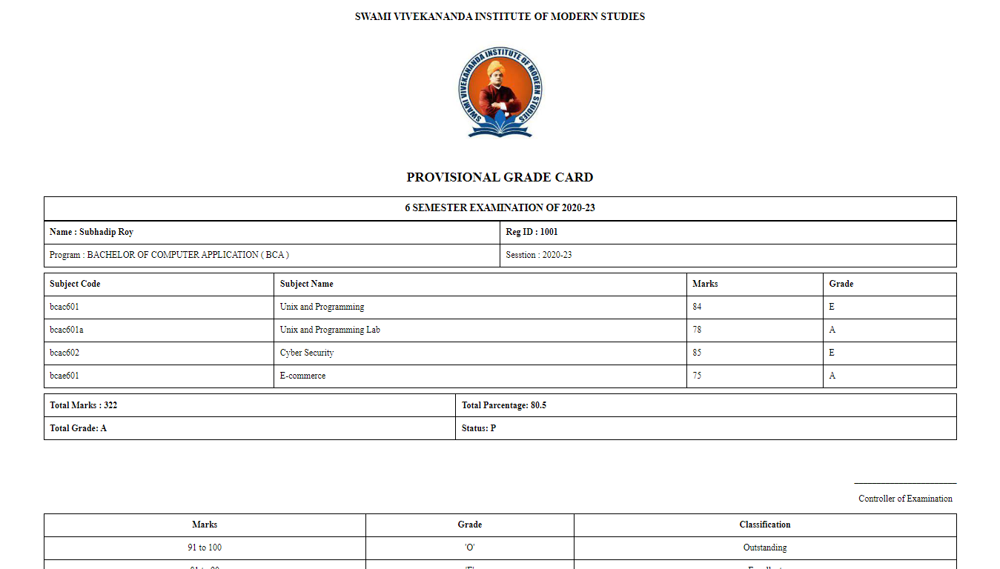 SWAMI VIVEKANANDA INSTITUTE OF MODERN STUDIES
SWAMI VIVEKANANDA INSTITUTE OF MODERN STUDIES
PROVISIONAL GRADE CARD
6 SEMESTER EXAMINATION OF 2020-23
Name : Subhadip Roy Reg ID : 1001
Program : BACHELOR OF COMPUTER APPLICATION ( BCA ) Sesstion : 2020-23
Subject Code Subject Name Marks Grade
bcac601 Unix and Programming 84 E
bcac601a Unix and Programming Lab 78 A
bcac602 Cyber Security 85 E
bcae601 E-commerce 75 A
Total Marks : 322 Total Parcentage: 80.5
Total Grade: A Status: P
Controller of Examination
Marks Grade Classification
91 to 100 'O' Outstanding